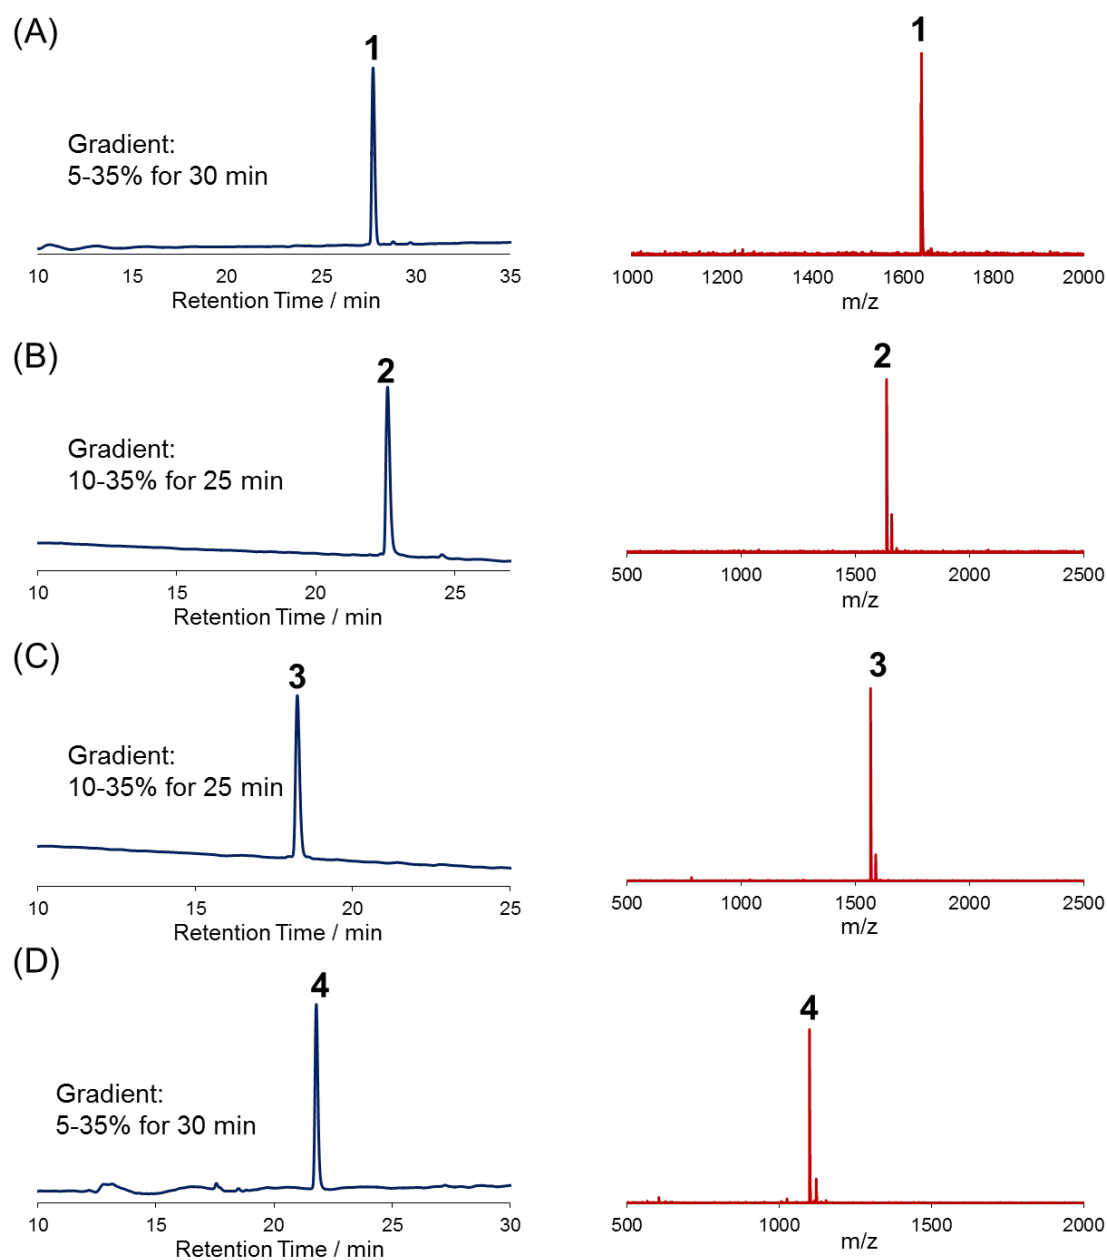 (A)
1
Gradient:
5-35% for 30 min
10 15 20 25 30 35
Retention Time / min
1
1000 1200 1400 1600 1800 2000
m/z
(B)
2
Gradient:
10-35% for 25 min
10 15 20 25
Retention Time / min
2
500 1000 1500 2000 2500
m/z
(C)
3
Gradient:
10-35% for 25 min
10 15 20 25
Retention Time / min
3
500 1000 1500 2000 2500
m/z
(D)
4
Gradient:
5-35% for 30 min
10 15 20 25 30
Retention Time / min
4
500 1000 1500 2000
m/z